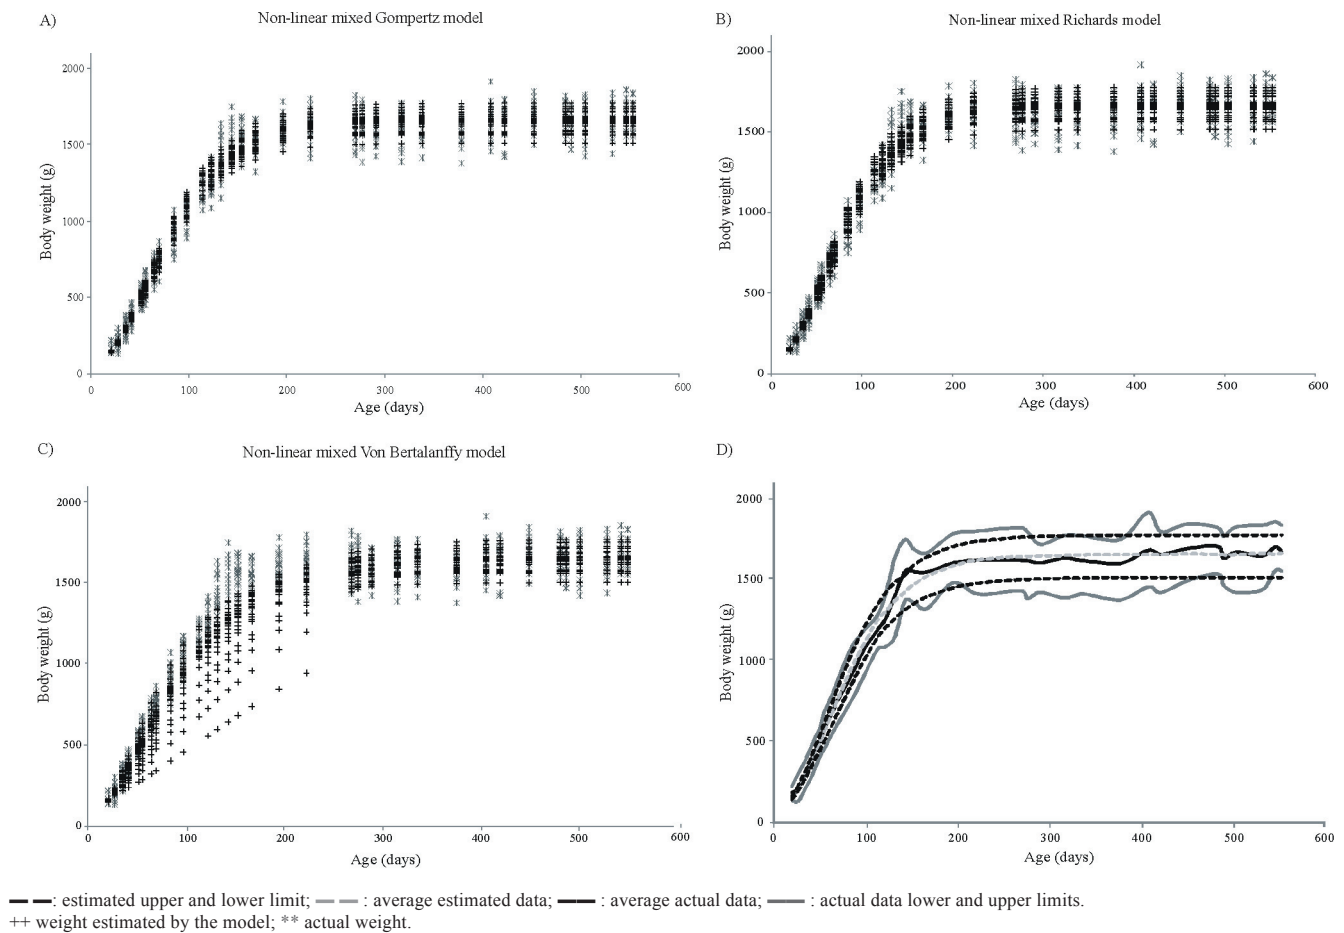 A)
Non-linear mixed Gompertz model
2000
1500
1000
500
0
Body weight (g)
0 100 200 300 400 500 600
Age (days)
B)
Non-linear mixed Richards model
2000
1500
1000
500
0
Body weight (g)
0 100 200 300 400 500 600
Age (days)
C)
Non-linear mixed Von Bertalanffy model
2000
1500
1000
500
0
Body weight (g)
0 100 200 300 400 500 600
Age (days)
D)
2000
1500
1000
500
0
Body weight (g)
0 100 200 300 400 500 600
Age (days)
: estimated upper and lower limit; : average estimated data; : average actual data; : actual data lower and upper limits.
++ weight estimated by the model; ** actual weight.